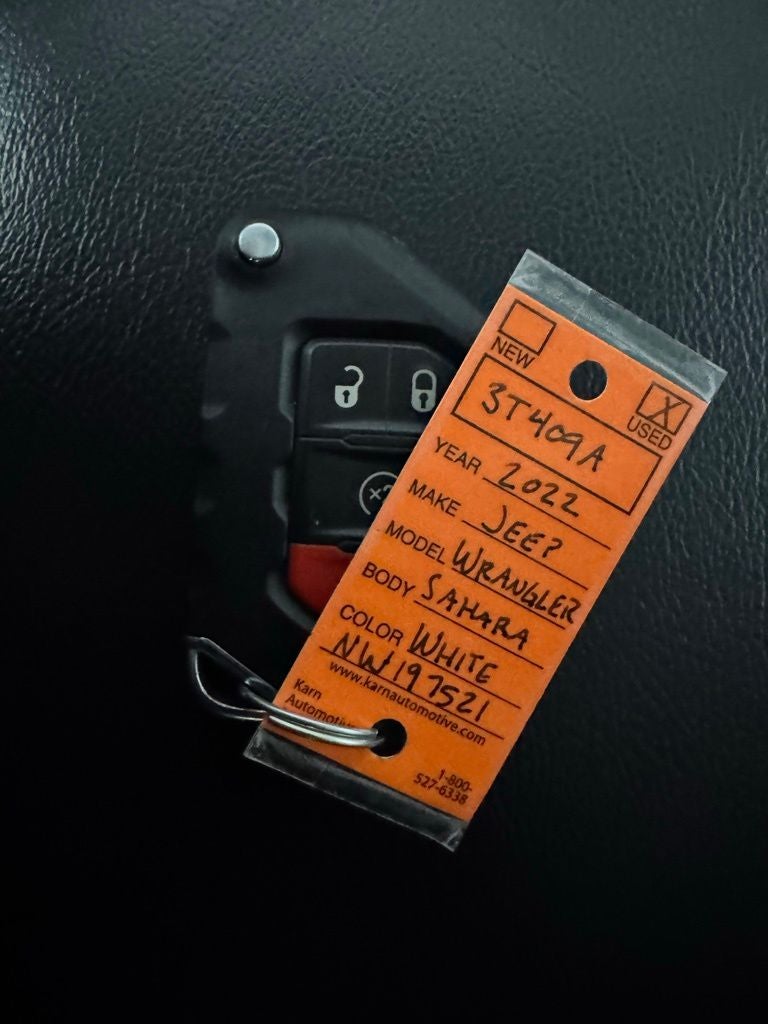 NEW
USED
X
3T409A
YEAR 2022
MAKE JEEP
MODEL WRANGLER
BODY SAHARA
COLOR WHITE
NW197521
www.karnautomotive.com
Karn
Automotive
1-800-
527-6338
x2